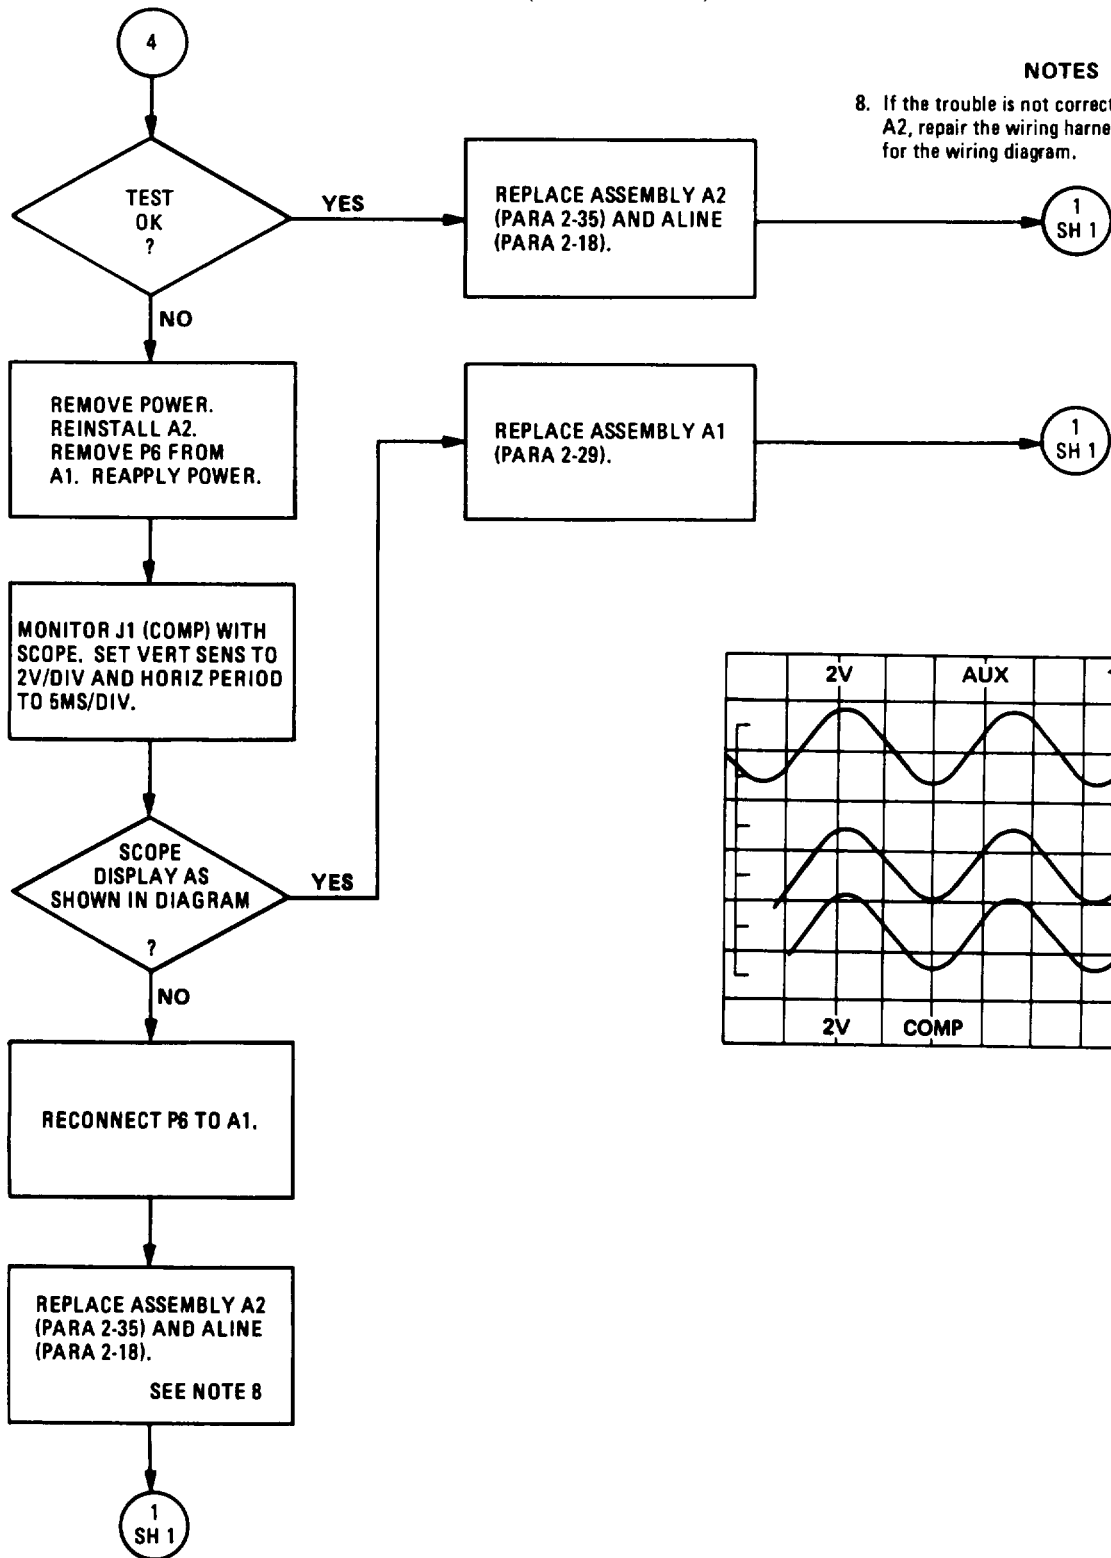 4
NOTES
8. If the trouble is not correct
A2, repair the wiring harne
for the wiring diagram.
TEST
OK
?
YES
REPLACE ASSEMBLY A2
(PARA 2-35) AND ALINE
(PARA 2-18).
1
SH 1
NO
REMOVE POWER.
REINSTALL A2.
REMOVE P6 FROM
A1. REAPPLY POWER.
REPLACE ASSEMBLY A1
(PARA 2-29).
1
SH 1
MONITOR J1 (COMP) WITH
SCOPE. SET VERT SENS TO
2V/DIV AND HORIZ PERIOD
TO 5MS/DIV.
2V AUX
SCOPE
DISPLAY AS
SHOWN IN DIAGRAM
?
YES
NO
2V COMP
RECONNECT P6 TO A1.
REPLACE ASSEMBLY A2
(PARA 2-35) AND ALINE
(PARA 2-18).
SEE NOTE 8
1
SH 1